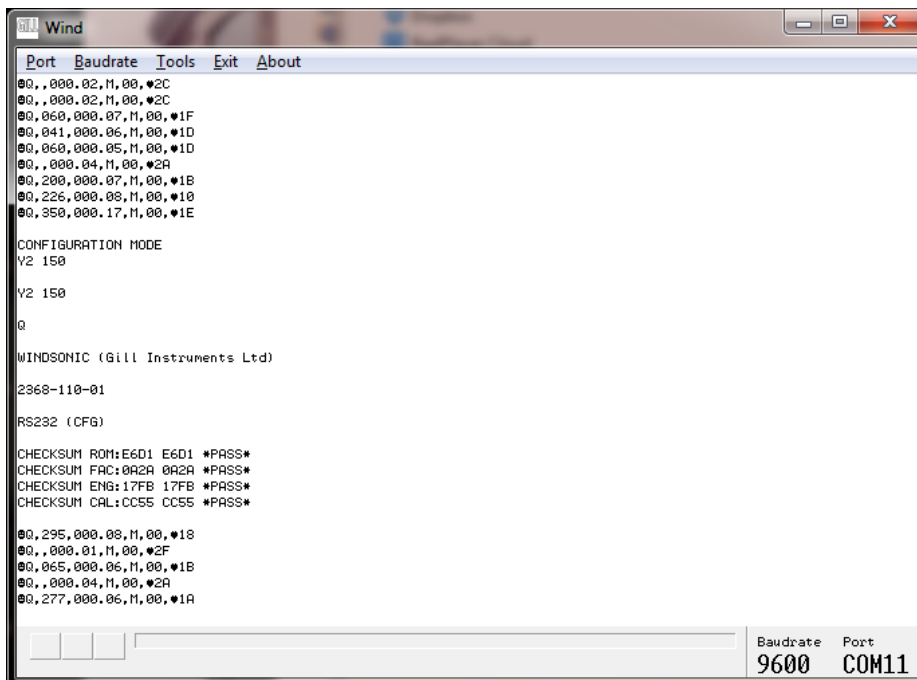 GILL Wind
Port Baudrate Tools Exit About
☻Q,,000.02,M,00,♥2C
☻Q,,000.02,M,00,♥2C
☻Q,060,000.07,M,00,♥1F
☻Q,041,000.06,M,00,♥1D
☻Q,060,000.05,M,00,♥1D
☻Q,,000.04,M,00,♥2A
☻Q,200,000.07,M,00,♥1B
☻Q,226,000.08,M,00,♥10
☻Q,350,000.17,M,00,♥1E
CONFIGURATION MODE
Y2 150
Y2 150
Q
WINDSONIC (Gill Instruments Ltd)
2368-110-01
RS232 (CFG)
CHECKSUM ROM:E6D1 E6D1 *PASS*
CHECKSUM FAC:0A2A 0A2A *PASS*
CHECKSUM ENG:17FB 17FB *PASS*
CHECKSUM CAL:CC55 CC55 *PASS*
☻Q,295,000.08,M,00,♥18
☻Q,,000.01,M,00,♥2F
☻Q,065,000.06,M,00,♥1B
☻Q,,000.04,M,00,♥2A
☻Q,277,000.06,M,00,♥1A
Baudrate Port
9600 COM11